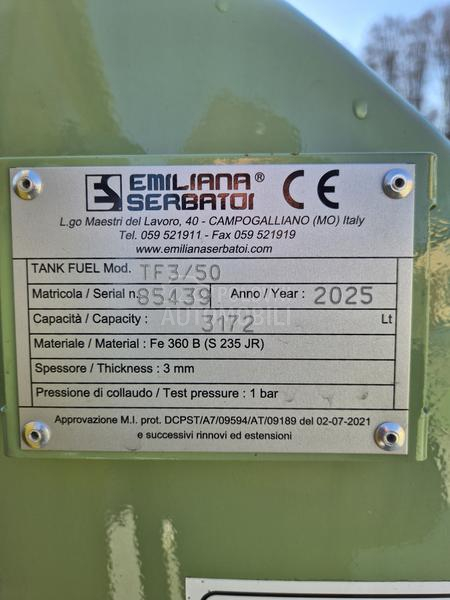 ES EMILIANA® SERBATOI CE
L.go Maestri del Lavoro, 40 - CAMPOGALLIANO (MO) Italy
Tel. 059 521911 - Fax 059 521919
www.emilianaserbatoi.com
TANK FUEL Mod. TF3/50
Matricola / Serial n. 85439 Anno / Year : 2025
Capacità / Capacity : 3172 Lt
Materiale / Material : Fe 360 B (S 235 JR)
Spessore / Thickness : 3 mm
Pressione di collaudo / Test pressure : 1 bar
Approvazione M.I. prot. DCPST/A7/09594/AT/09189 del 02-07-2021
e successivi rinnovi ed estensioni